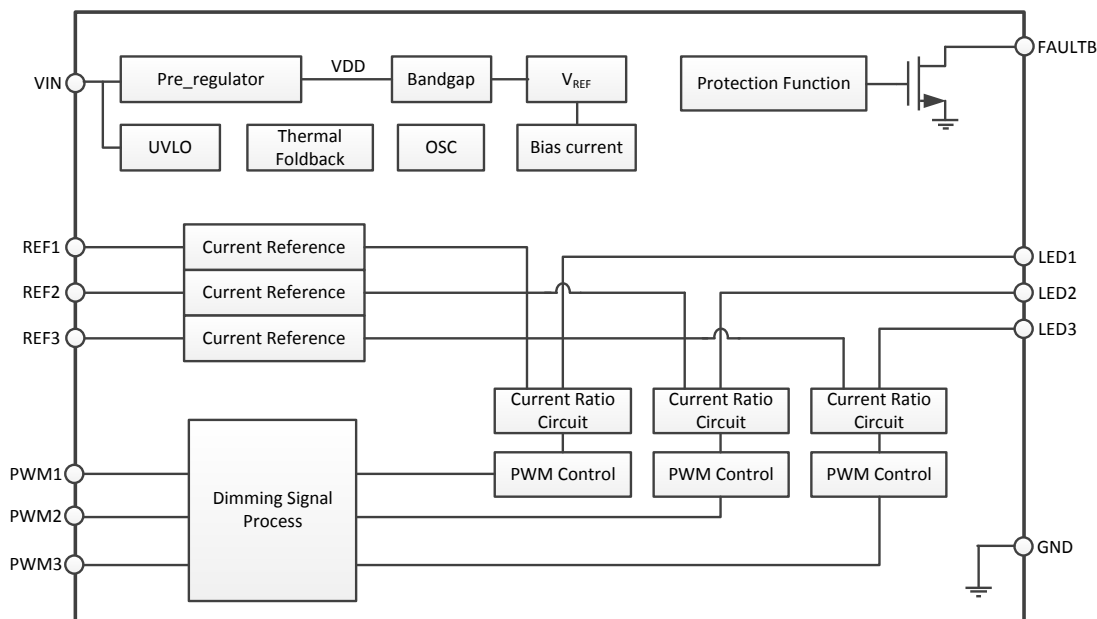 FAULTB
VDD
VIN
Pre_regulator
Bandgap
VREF
Protection Function
UVLO
Thermal
Foldback
OSC
Bias current
REF1
Current Reference
LED1
REF2
Current Reference
LED2
REF3
Current Reference
LED3
Current Ratio
Circuit
Current Ratio
Circuit
Current Ratio
Circuit
PWM1
PWM Control
PWM Control
PWM Control
Dimming Signal
Process
PWM2
PWM3
GND